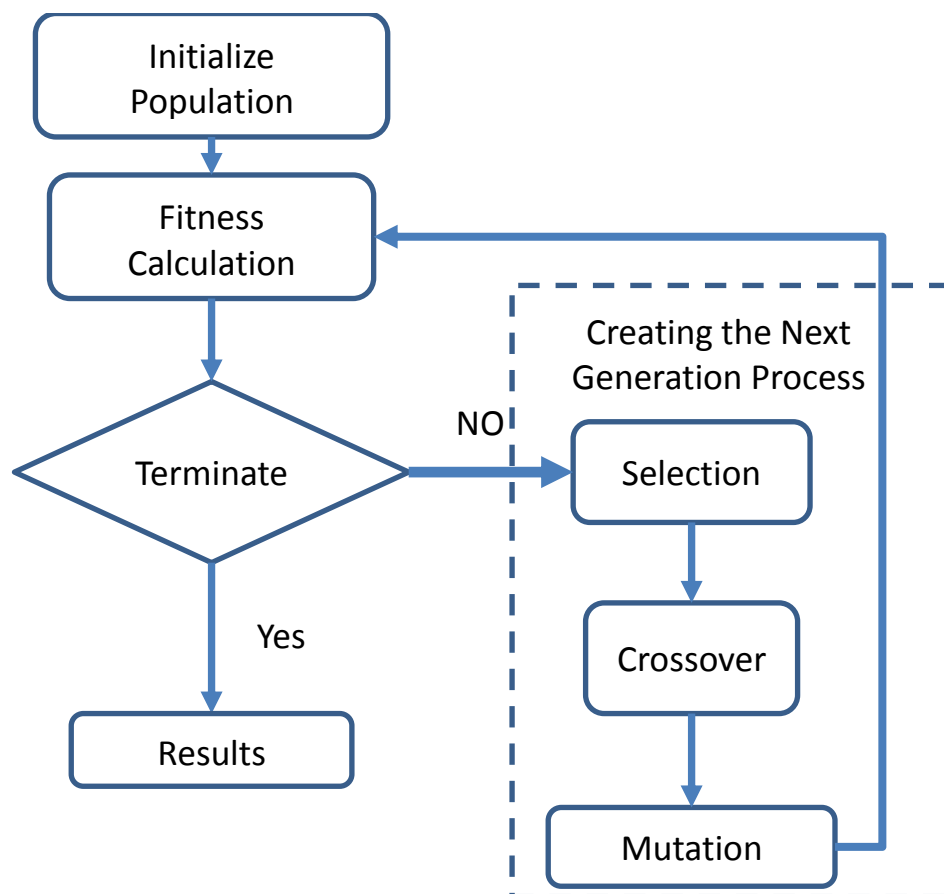 Initialize
Population
Fitness
Calculation
Terminate
NO
Yes
Results
Creating the Next
Generation Process
Selection
Crossover
Mutation